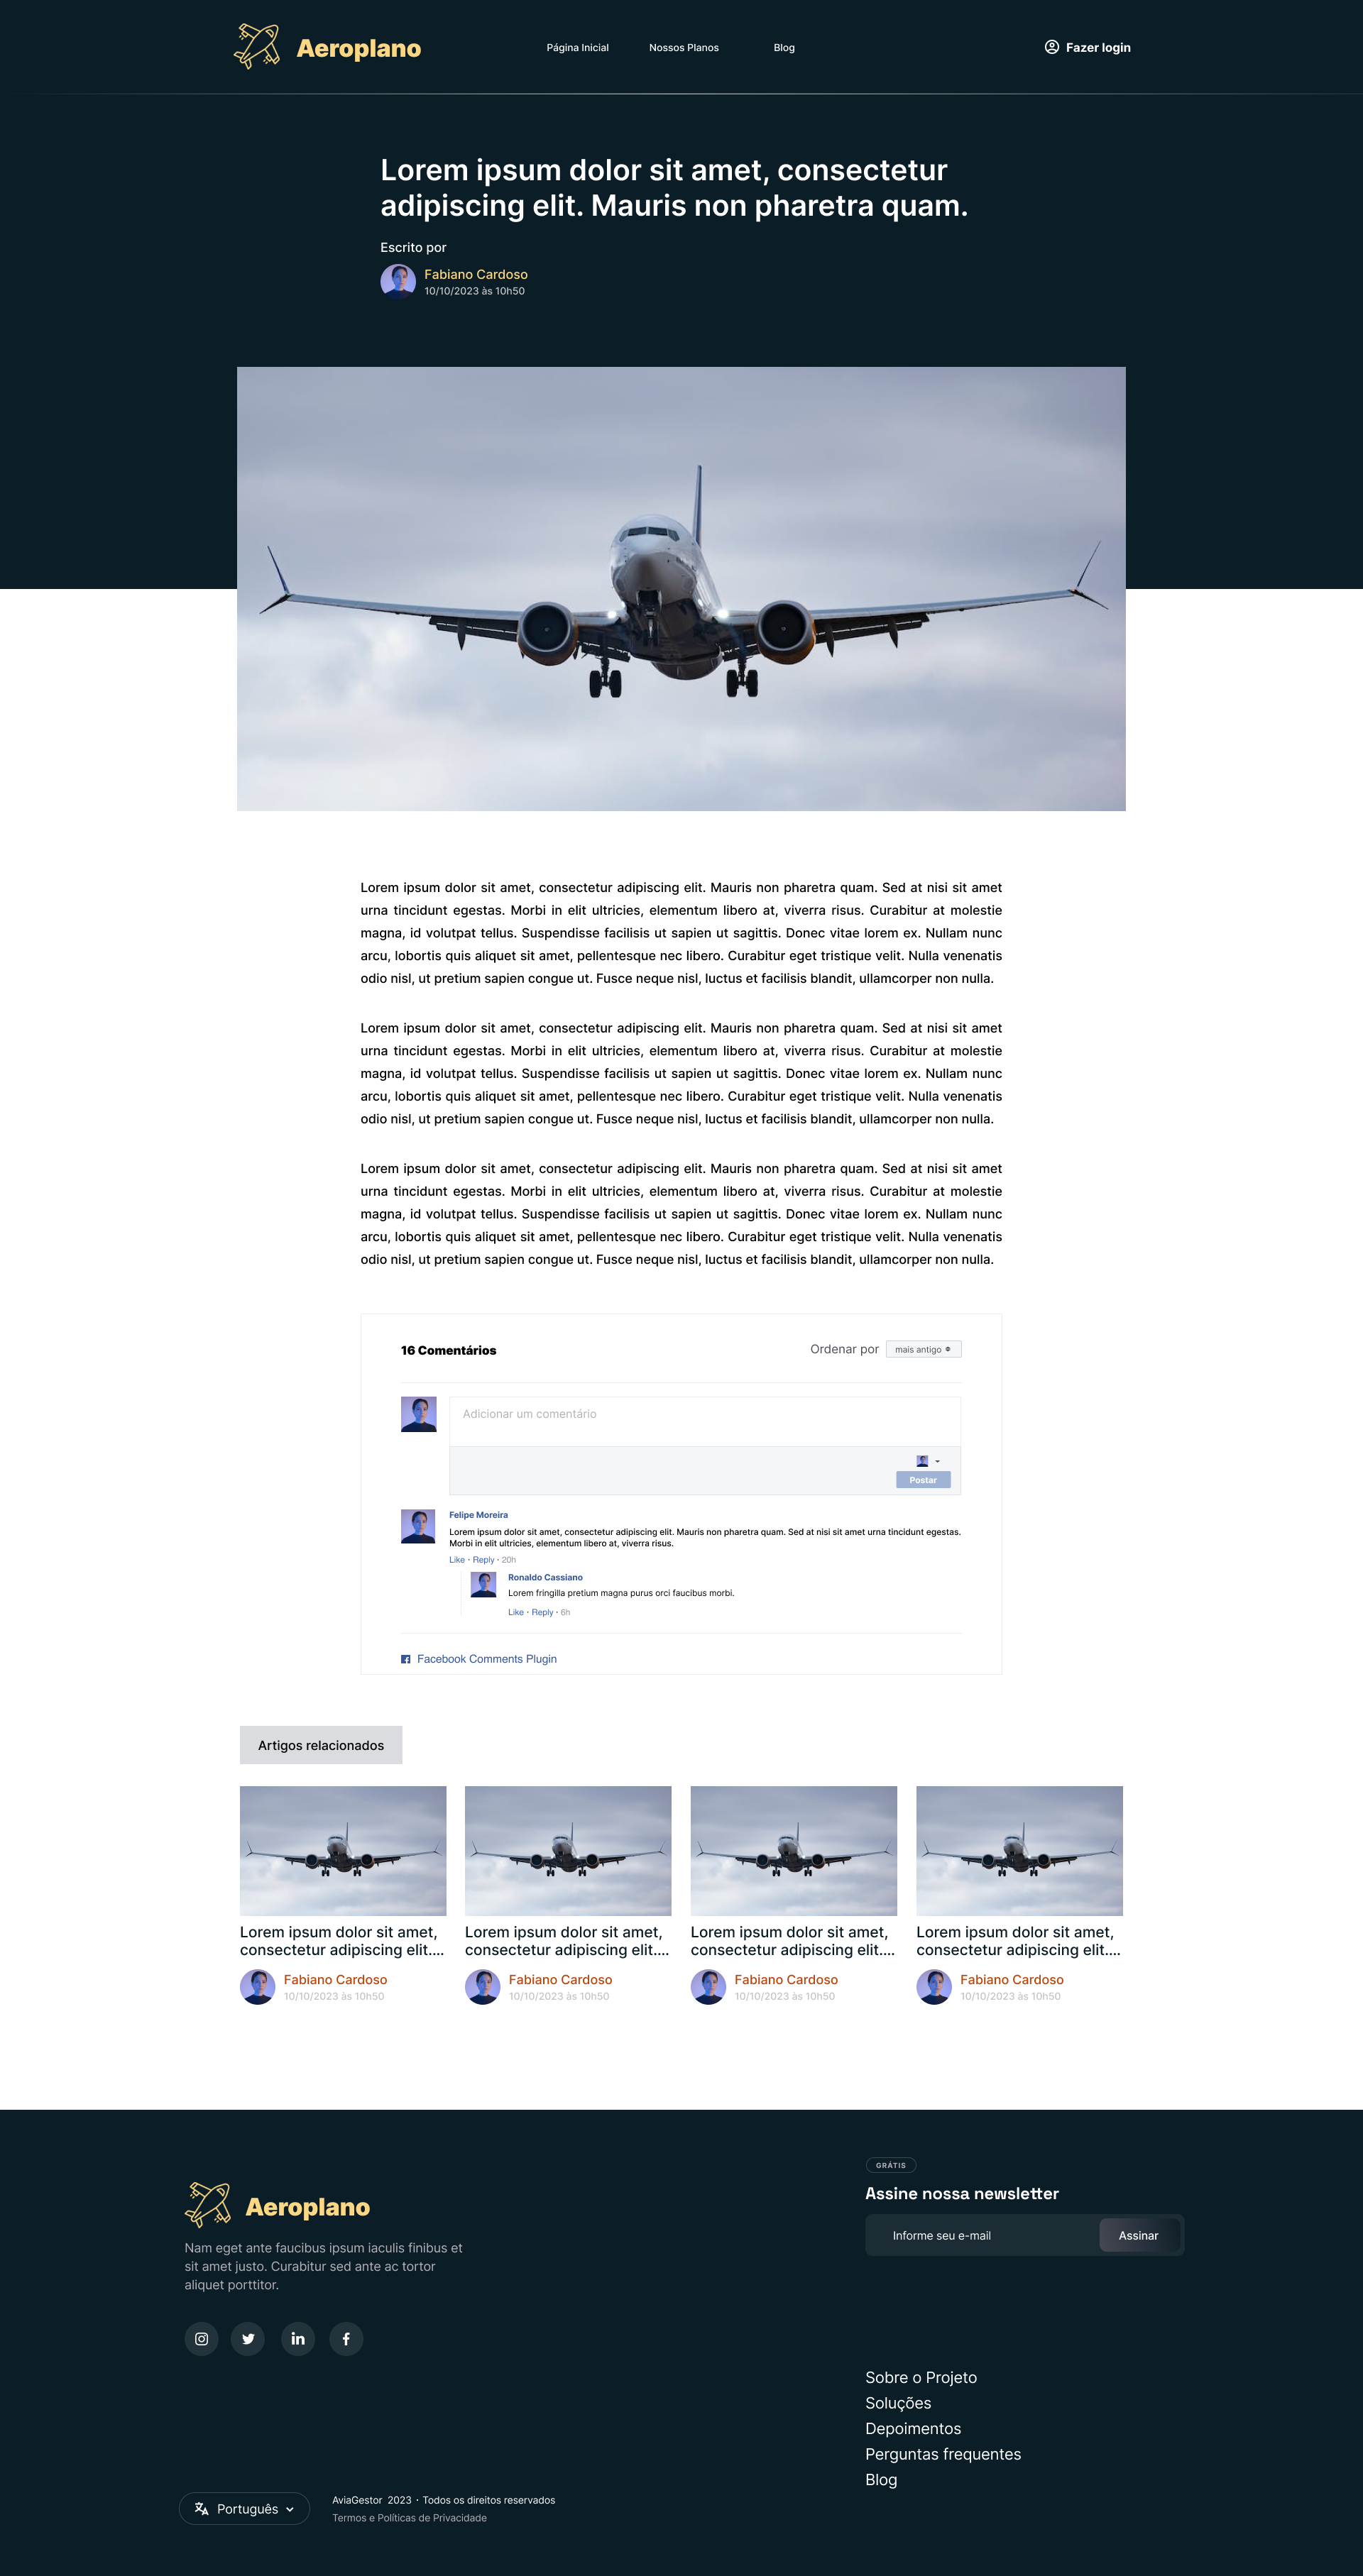 Aeroplano
Página Inicial
Nossos Planos
Blog
Fazer login
Lorem ipsum dolor sit amet, consectetur
adipiscing elit. Mauris non pharetra quam.
Escrito por
Fabiano Cardoso
10/10/2023 às 10h50
Lorem ipsum dolor sit amet, consectetur adipiscing elit. Mauris non pharetra quam. Sed at nisi sit amet
urna tincidunt egestas. Morbi in elit ultricies, elementum libero at, viverra risus. Curabitur at molestie
magna, id volutpat tellus. Suspendisse facilisis ut sapien ut sagittis. Donec vitae lorem ex. Nullam nunc
arcu, lobortis quis aliquet sit amet, pellentesque nec libero. Curabitur eget tristique velit. Nulla venenatis
odio nisl, ut pretium sapien congue ut. Fusce neque nisl, luctus et facilisis blandit, ullamcorper non nulla.
Lorem ipsum dolor sit amet, consectetur adipiscing elit. Mauris non pharetra quam. Sed at nisi sit amet
urna tincidunt egestas. Morbi in elit ultricies, elementum libero at, viverra risus. Curabitur at molestie
magna, id volutpat tellus. Suspendisse facilisis ut sapien ut sagittis. Donec vitae lorem ex. Nullam nunc
arcu, lobortis quis aliquet sit amet, pellentesque nec libero. Curabitur eget tristique velit. Nulla venenatis
odio nisl, ut pretium sapien congue ut. Fusce neque nisl, luctus et facilisis blandit, ullamcorper non nulla.
Lorem ipsum dolor sit amet, consectetur adipiscing elit. Mauris non pharetra quam. Sed at nisi sit amet
urna tincidunt egestas. Morbi in elit ultricies, elementum libero at, viverra risus. Curabitur at molestie
magna, id volutpat tellus. Suspendisse facilisis ut sapien ut sagittis. Donec vitae lorem ex. Nullam nunc
arcu, lobortis quis aliquet sit amet, pellentesque nec libero. Curabitur eget tristique velit. Nulla venenatis
odio nisl, ut pretium sapien congue ut. Fusce neque nisl, luctus et facilisis blandit, ullamcorper non nulla.
16 Comentários
Ordenar por
mais antigo
Adicionar um comentário
Postar
Felipe Moreira
Lorem ipsum dolor sit amet, consectetur adipiscing elit. Mauris non pharetra quam. Sed at nisi sit amet urna tincidunt egestas.
Morbi in elit ultricies, elementum libero at, viverra risus.
Like · Reply · 20h
Ronaldo Cassiano
Lorem fringilla pretium magna purus orci faucibus morbi.
Like · Reply · 6h
Facebook Comments Plugin
Artigos relacionados
Lorem ipsum dolor sit amet,
consectetur adipiscing elit....
Fabiano Cardoso
10/10/2023 às 10h50
Lorem ipsum dolor sit amet,
consectetur adipiscing elit....
Fabiano Cardoso
10/10/2023 às 10h50
Lorem ipsum dolor sit amet,
consectetur adipiscing elit....
Fabiano Cardoso
10/10/2023 às 10h50
Lorem ipsum dolor sit amet,
consectetur adipiscing elit....
Fabiano Cardoso
10/10/2023 às 10h50
Aeroplano
Nam eget ante faucibus ipsum iaculis finibus et
sit amet justo. Curabitur sed ante ac tortor
aliquet porttitor.
GRÁTIS
Assine nossa newsletter
Informe seu e-mail
Assinar
Sobre o Projeto
Soluções
Depoimentos
Perguntas frequentes
Blog
Português
AviaGestor 2023 · Todos os direitos reservados
Termos e Políticas de Privacidade